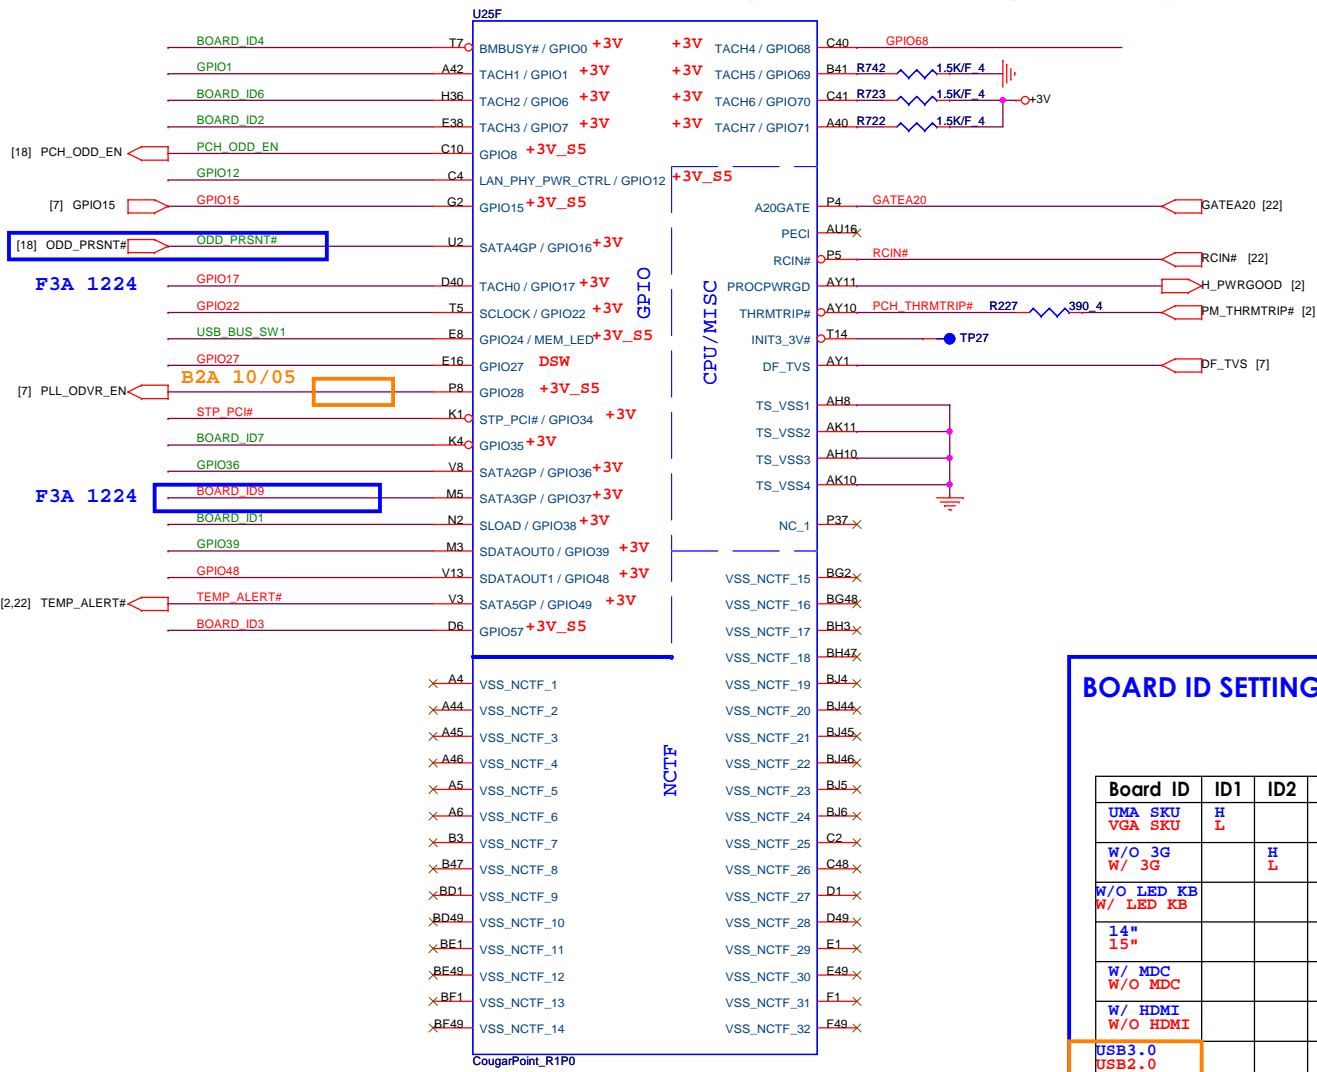 U25F
BOARD_ID4 T7 BMBUSY# / GPIO0 +3V +3V TACH4 / GPIO68 C40 GPIO68
GPIO1 A42 TACH1 / GPIO1 +3V +3V TACH5 / GPIO69 B41 R742 1.5K/F_4
BOARD_ID6 H36 TACH2 / GPIO6 +3V +3V TACH6 / GPIO70 C41 R723 1.5K/F_4 +3V
BOARD_ID2 E38 TACH3 / GPIO7 +3V +3V TACH7 / GPIO71 A40 R722 1.5K/F_4
[18] PCH_ODD_EN PCH_ODD_EN C10 GPIO8 +3V_S5
GPIO12 C4 LAN_PHY_PWR_CTRL / GPIO12 +3V_S5
[7] GPIO15 GPIO15 G2 GPIO15 +3V_S5 A20GATE P4 GATEA20 GATEA20 [22]
PECI AU16
[18] ODD_PRSNT# ODD_PRSNT# U2 SATA4GP / GPIO16 +3V RCIN# P5 RCIN# RCIN# [22]
F3A 1224 GPIO17 D40 TACH0 / GPIO17 +3V GPIO CPU/MISC PROCPWRGD AY11 H_PWRGOOD [2]
GPIO22 T5 SCLOCK / GPIO22 +3V THRMTRIP# AY10 PCH_THRMTRIP# R227 390_4 PM_THRMTRIP# [2]
USB_BUS_SW1 E8 GPIO24 / MEM_LED +3V_S5 INIT3_3V# T14 TP27
GPIO27 E16 GPIO27 DSW DF_TVS AY1 DF_TVS [7]
B2A 10/05
[7] PLL_ODVR_EN P8 GPIO28 +3V_S5
STP_PCI# K1 STP_PCI# / GPIO34 +3V TS_VSS1 AH8
BOARD_ID7 K4 GPIO35 +3V TS_VSS2 AK11
GPIO36 V8 SATA2GP / GPIO36 +3V TS_VSS3 AH10
F3A 1224 BOARD_ID9 M5 SATA3GP / GPIO37 +3V TS_VSS4 AK10
BOARD_ID1 N2 SLOAD / GPIO38 +3V NC_1 P37
GPIO39 M3 SDATAOUT0 / GPIO39 +3V
GPIO48 V13 SDATAOUT1 / GPIO48 +3V VSS_NCTF_15 BG2
[2,22] TEMP_ALERT# TEMP_ALERT# V3 SATA5GP / GPIO49 +3V VSS_NCTF_16 BG48
BOARD_ID3 D6 GPIO57 +3V_S5 VSS_NCTF_17 BH3
VSS_NCTF_18 BH47
A4 VSS_NCTF_1 VSS_NCTF_19 BJ4
A44 VSS_NCTF_2 VSS_NCTF_20 BJ44
A45 VSS_NCTF_3 VSS_NCTF_21 BJ45
A46 VSS_NCTF_4 NCTF VSS_NCTF_22 BJ46
A5 VSS_NCTF_5 VSS_NCTF_23 BJ5
A6 VSS_NCTF_6 VSS_NCTF_24 BJ6
B3 VSS_NCTF_7 VSS_NCTF_25 C2
B47 VSS_NCTF_8 VSS_NCTF_26 C48
BD1 VSS_NCTF_9 VSS_NCTF_27 D1
BD49 VSS_NCTF_10 VSS_NCTF_28 D49
BE1 VSS_NCTF_11 VSS_NCTF_29 E1
BE49 VSS_NCTF_12 VSS_NCTF_30 E49
BF1 VSS_NCTF_13 VSS_NCTF_31 F1
BF49 VSS_NCTF_14 VSS_NCTF_32 F49
CougarPoint_R1P0
BOARD ID SETTING
Board ID ID1 ID2
UMA SKU H
VGA SKU L
W/O 3G H
W/ 3G L
W/O LED KB
W/ LED KB
14"
15"
W/ MDC
W/O MDC
W/ HDMI
W/O HDMI
USB3.0
USB2.0